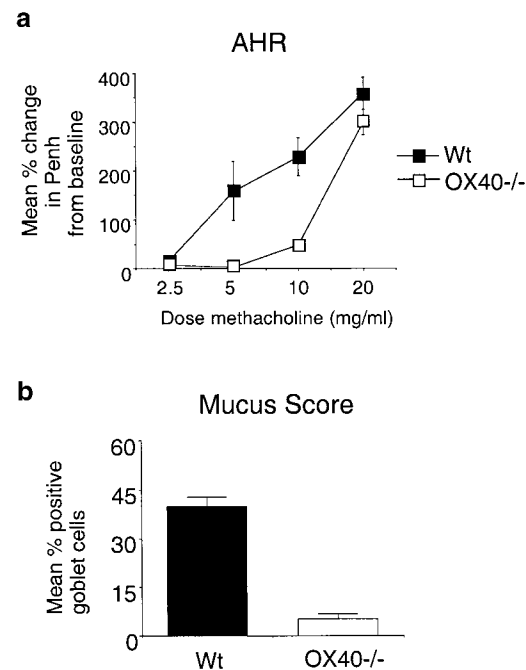 a
AHR
Mean % change
in Penh
from baseline
400
300
200
100
0
2.5 5 10 20
Dose methacholine (mg/ml)
Wt
OX40-/-
b
Mucus Score
Mean % positive
goblet cells
60
45
30
15
0
Wt OX40-/-